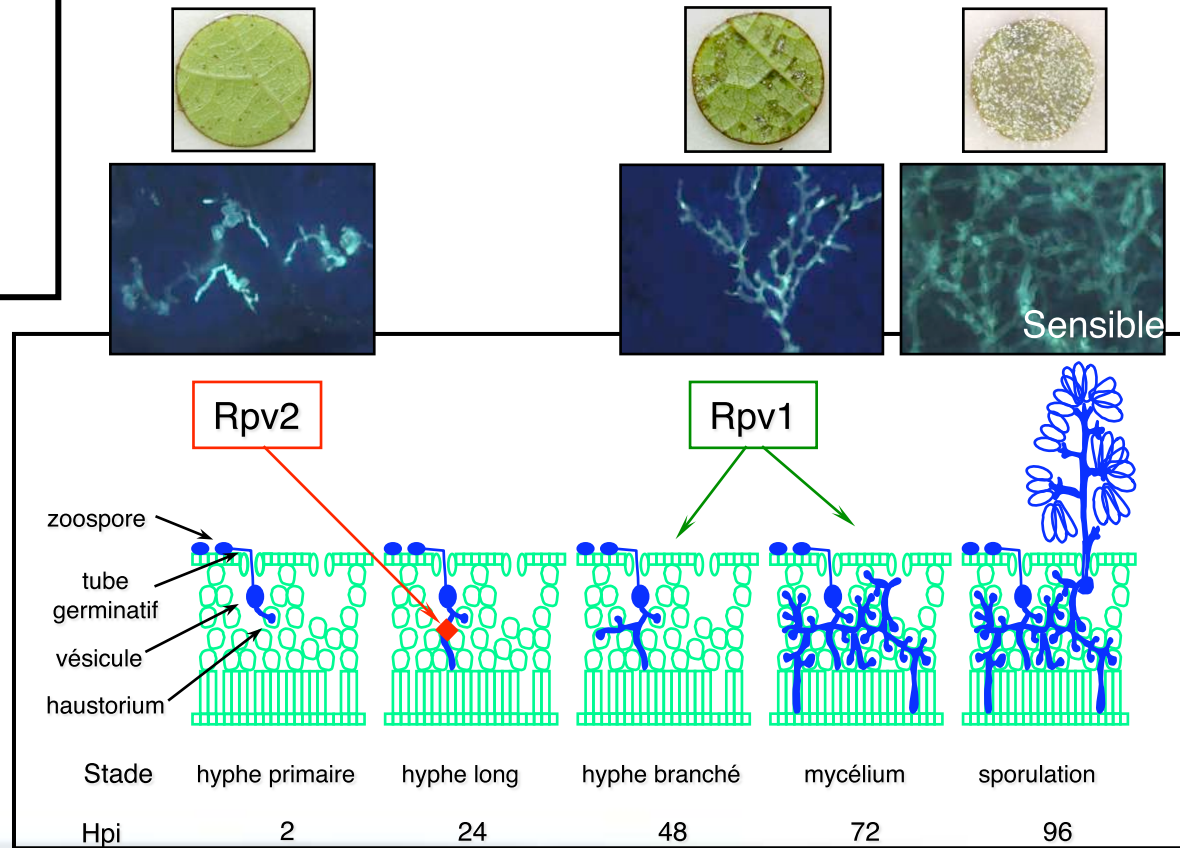 Sensible
Rpv2
Rpv1
zoospore
tube
germinatif
vésicule
haustorium
Stade hyphe primaire hyphe long hyphe branché mycélium sporulation
Hpi 2 24 48 72 96